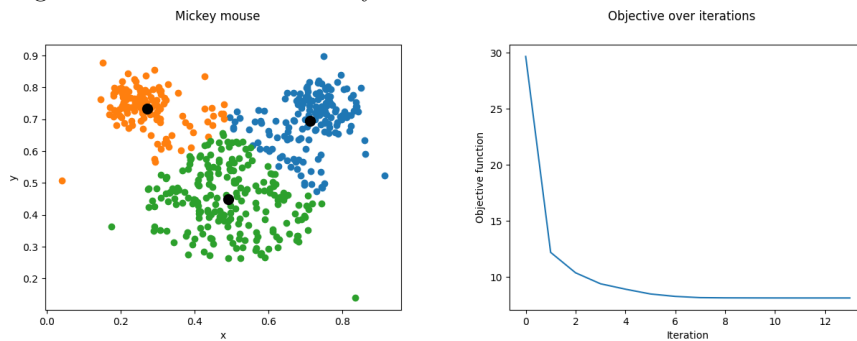 Mickey mouse
0.9
0.8
0.7
0.6
0.5
0.4
0.3
0.2
y
0.0 0.2 0.4 0.6 0.8
x
Objective over iterations
30
25
20
15
10
Objective function
0 2 4 6 8 10 12
Iteration